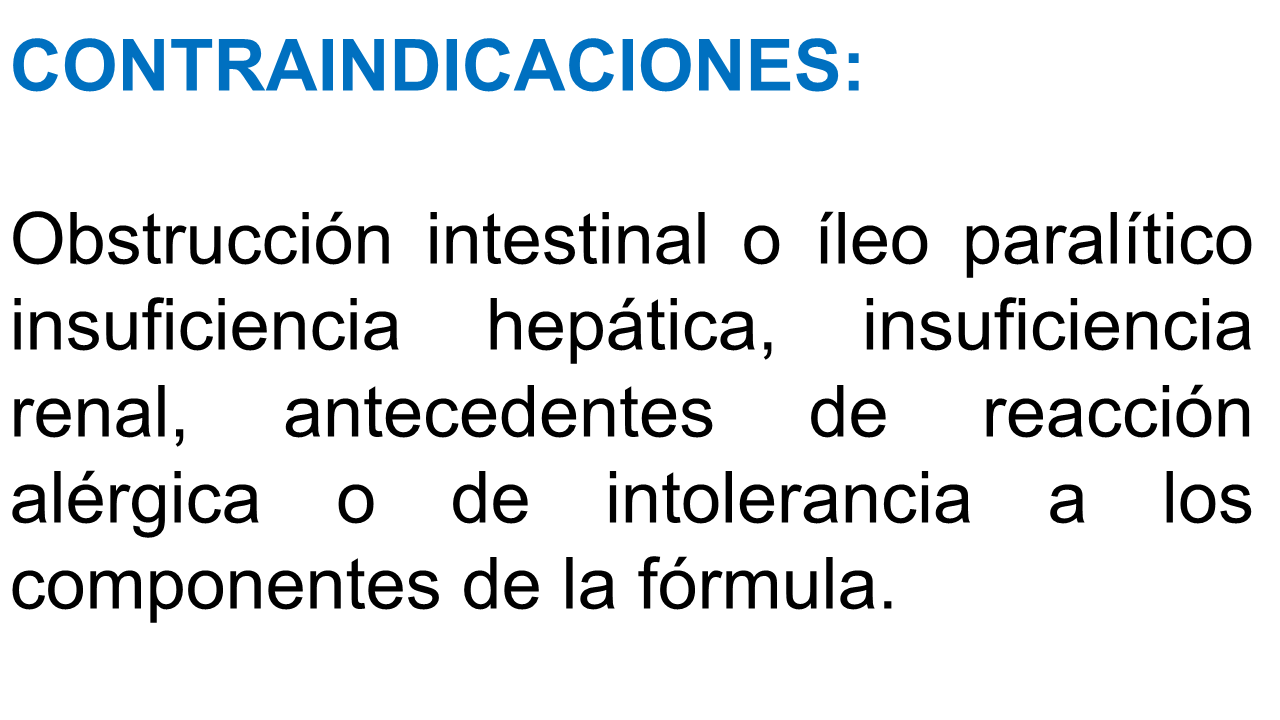 CONTRAINDICACIONES:
Obstrucción intestinal o íleo paralítico
insuficiencia hepática, insuficiencia
renal, antecedentes de reacción
alérgica o de intolerancia a los
componentes de la fórmula.